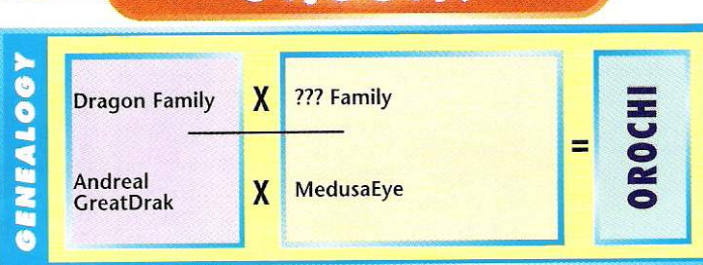 GENEALOGY
Dragon Family X ??? Family
Andreal
GreatDrak X MedusaEye
=
OROCHI